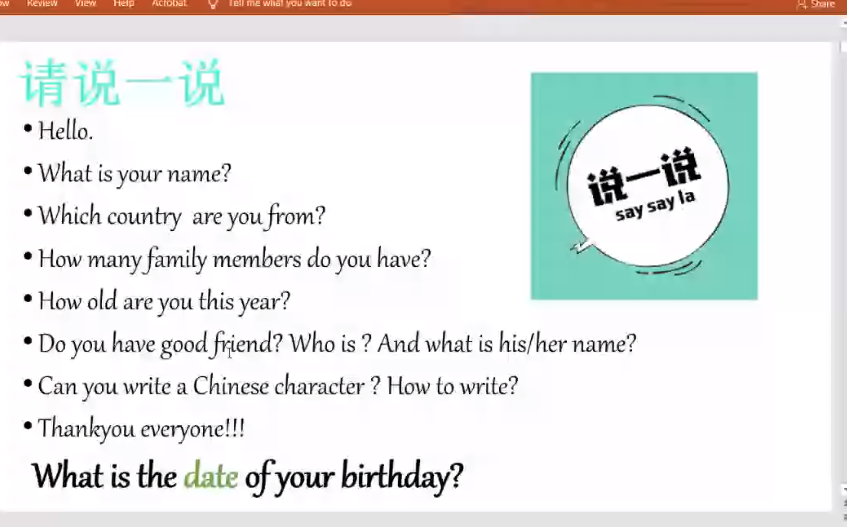 Review View Help Acrobat Tell me what you want to do Share
请说一说
• Hello.
• What is your name?
• Which country are you from?
• How many family members do you have?
• How old are you this year?
• Do you have good friend? Who is ? And what is his/her name?
• Can you write a Chinese character ? How to write?
• Thankyou everyone!!!
What is the date of your birthday?
说一说
say say la